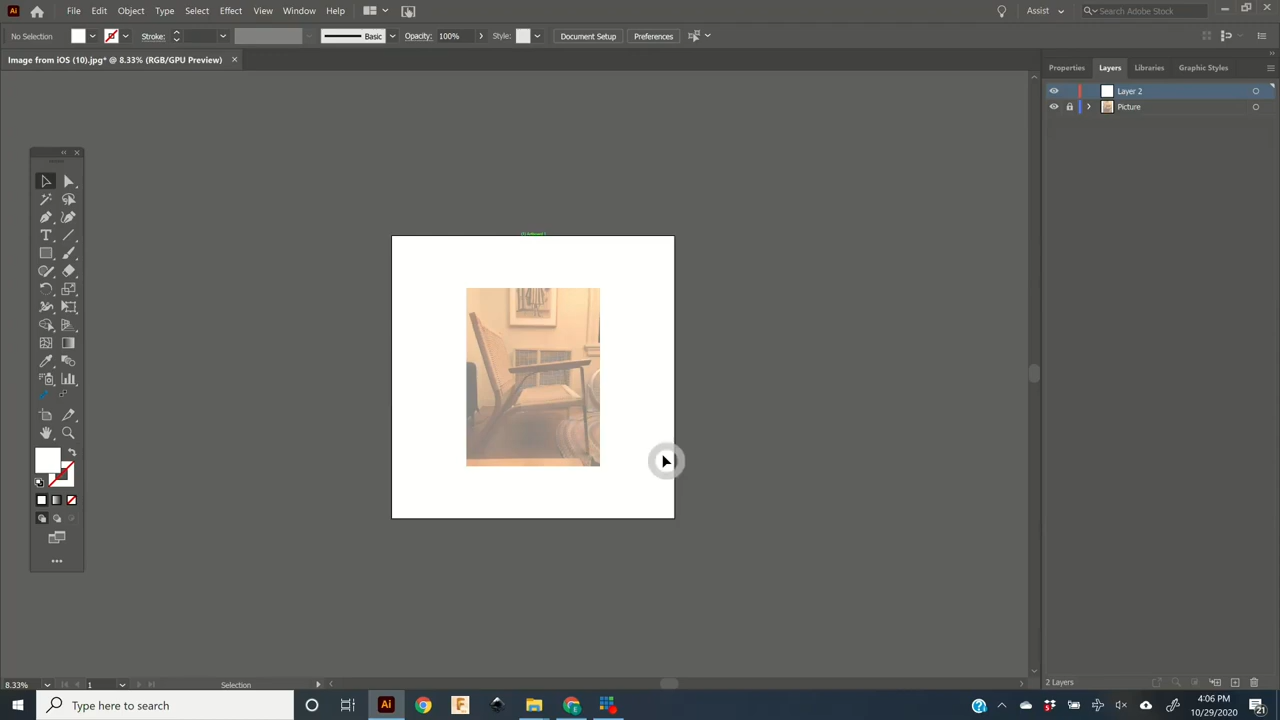 Ai File Edit Object Type Select Effect View Window Help Assist Search Adobe Stock
No Selection Stroke: Basic Opacity: 100% Style: Document Setup Preferences
Image from iOS (10).jpg* @ 8.33% (RGB/GPU Preview)
Properties Layers Libraries Graphic Styles
Layer 2
Picture
8.33% 1 Selection 2 Layers
Type here to search Ai 4:06 PM
10/29/2020 21